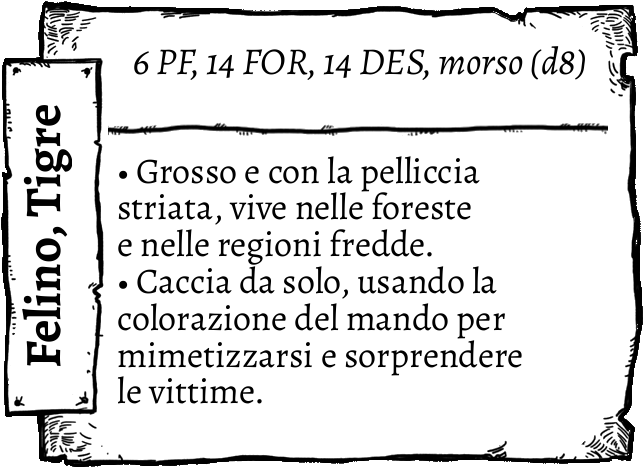 Felino, Tigre
6 PF, 14 FOR, 14 DES, morso (d8)
• Grosso e con la pelliccia
striata, vive nelle foreste
e nelle regioni fredde.
• Caccia da solo, usando la
colorazione del mando per
mimetizzarsi e sorprendere
le vittime.